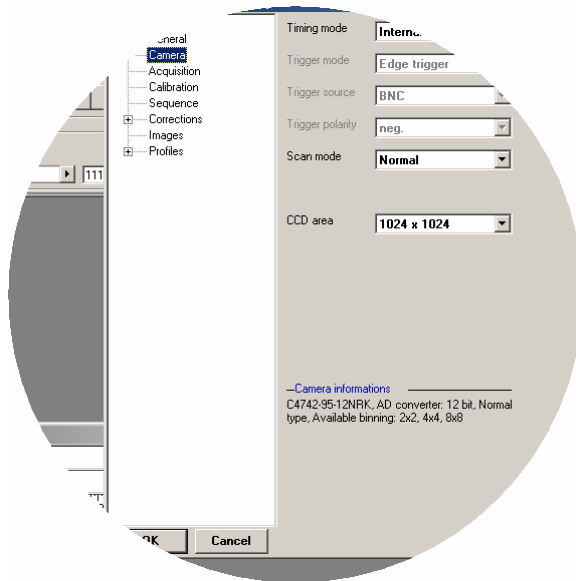 Camera
Acquisition
Calibration
Sequence
Corrections
Images
Profiles
Timing mode
Trigger mode Edge trigger
Trigger source BNC
Trigger polarity neg.
Scan mode Normal
CCD area 1024 x 1024
111
Camera informations
C4742-95-12NRK, AD converter: 12 bit, Normal
type, Available binning: 2x2, 4x4, 8x8
OK Cancel